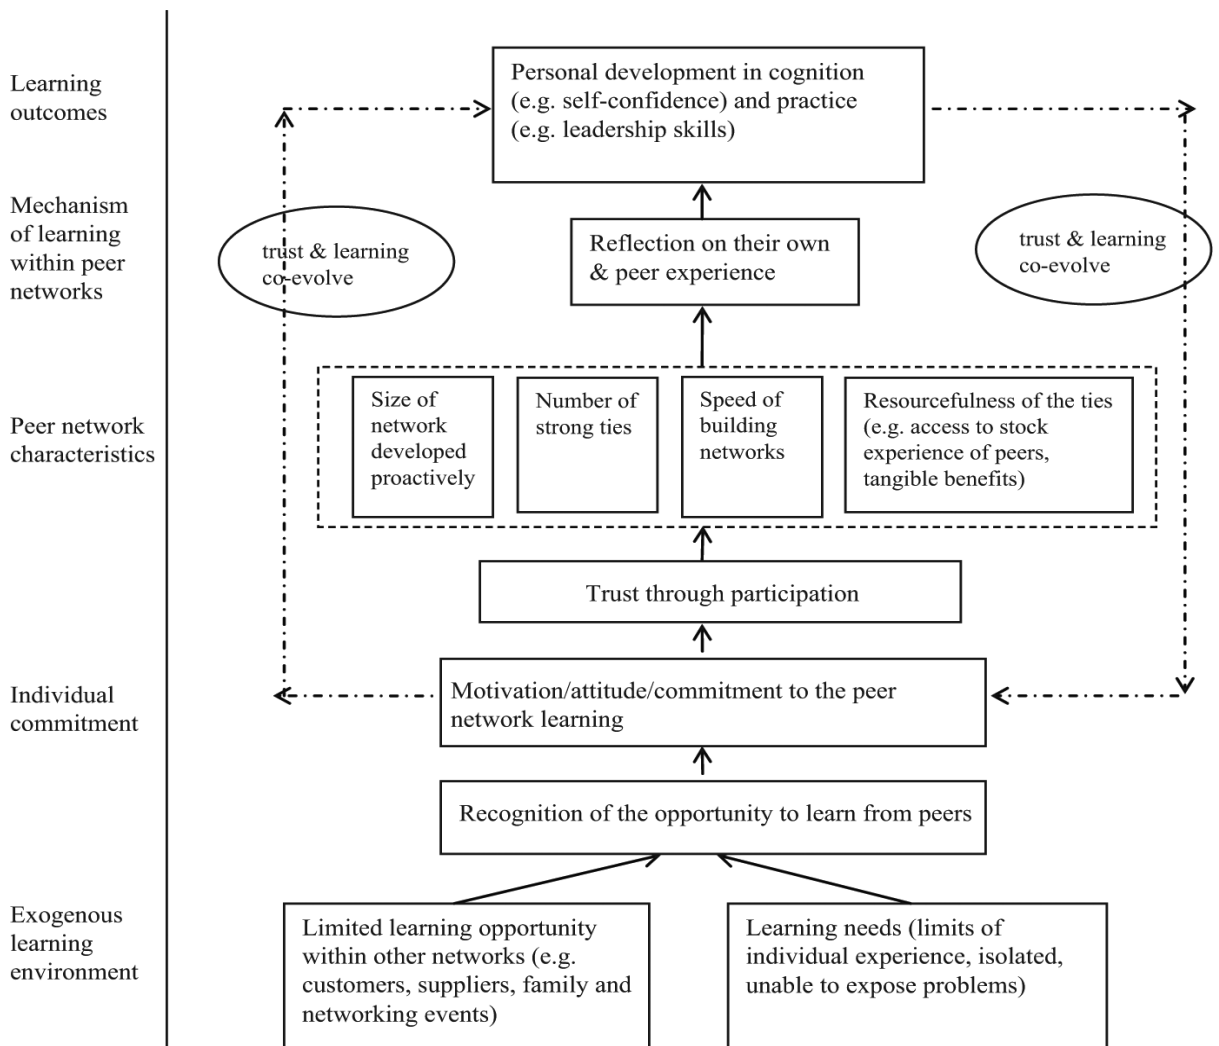 Learning
outcomes
Personal development in cognition
(e.g. self-confidence) and practice
(e.g. leadership skills)
Mechanism
of learning
within peer
networks
trust & learning
co-evolve
Reflection on their own
& peer experience
trust & learning
co-evolve
Peer network
characteristics
Size of
network
developed
proactively
Number of
strong ties
Speed of
building
networks
Resourcefulness of the ties
(e.g. access to stock
experience of peers,
tangible benefits)
Trust through participation
Individual
commitment
Motivation/attitude/commitment to the peer
network learning
Recognition of the opportunity to learn from peers
Exogenous
learning
environment
Limited learning opportunity
within other networks (e.g.
customers, suppliers, family and
networking events)
Learning needs (limits of
individual experience, isolated,
unable to expose problems)